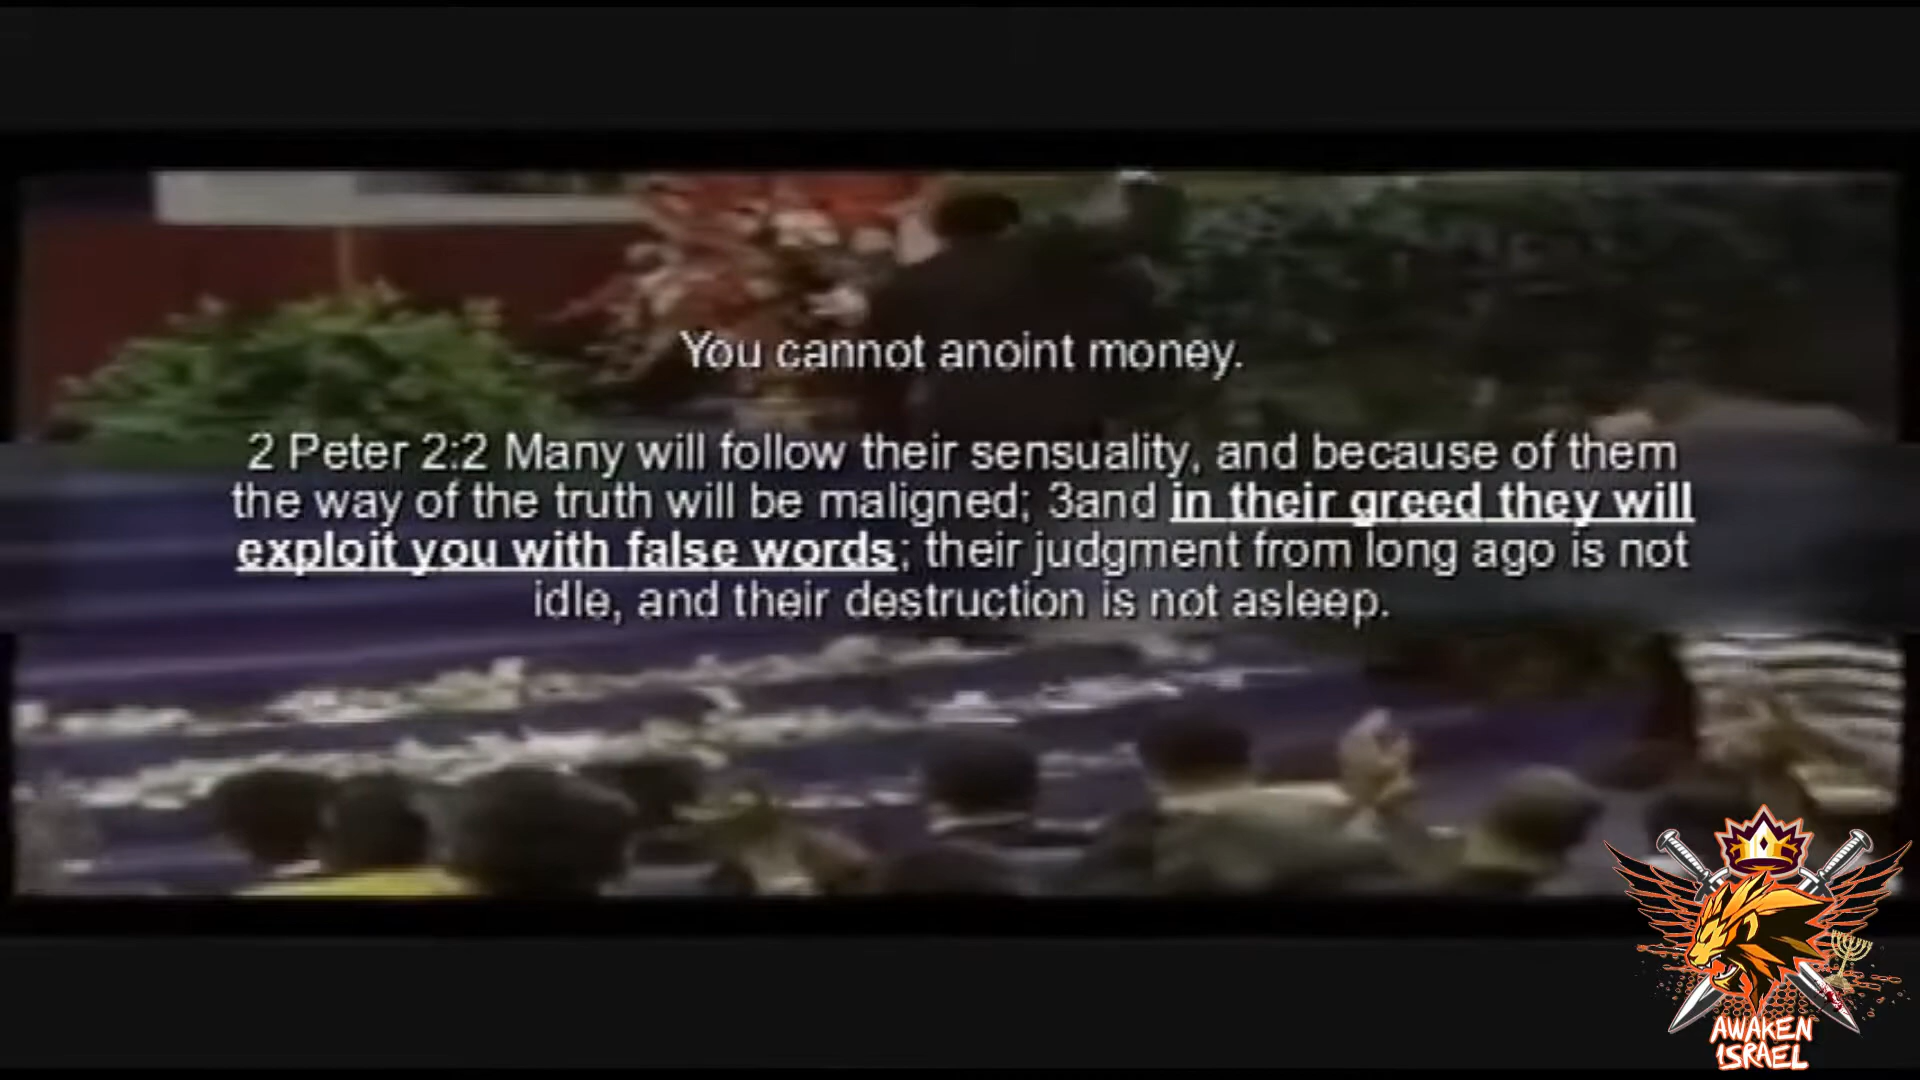 You cannot anoint money.
2 Peter 2:2 Many will follow their sensuality, and because of them
the way of the truth will be maligned; 3and in their greed they will
exploit you with false words; their judgment from long ago is not
idle, and their destruction is not asleep.
AWAKEN
ISRAEL